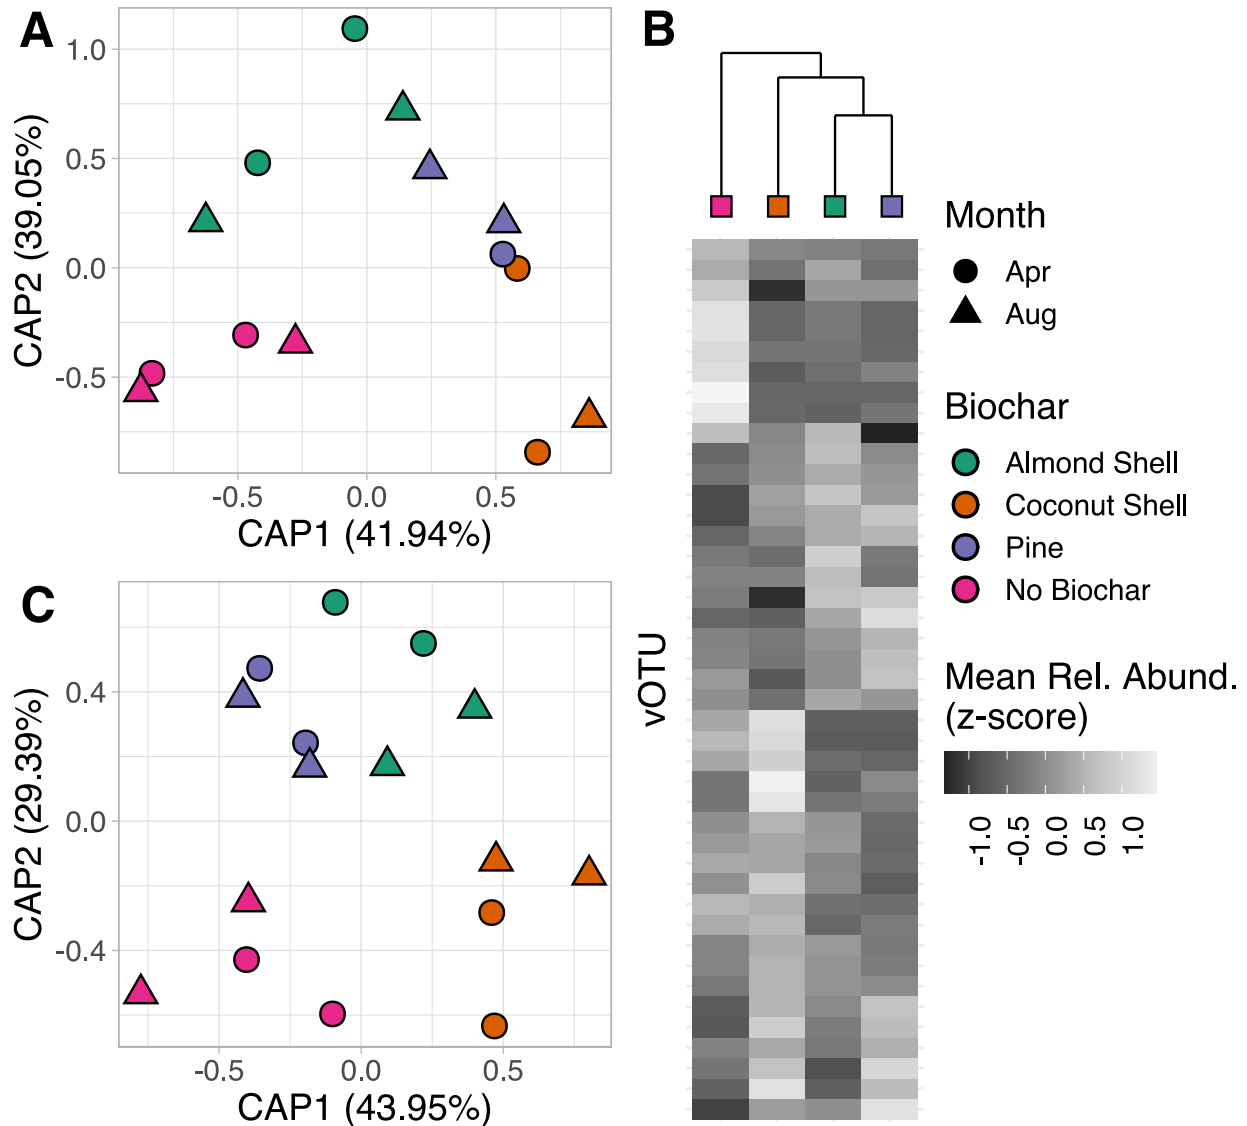 A
CAP2 (39.05%)
1.0
0.5
0.0
-0.5
-0.5
0.0
0.5
CAP1 (41.94%)
B
vOTU
Month
Apr
Aug
Biochar
Almond Shell
Coconut Shell
Pine
No Biochar
Mean Rel. Abund.
(z-score)
-1.0
-0.5
0.0
0.5
1.0
C
CAP2 (29.39%)
0.4
0.0
-0.4
-0.5
0.0
0.5
CAP1 (43.95%)